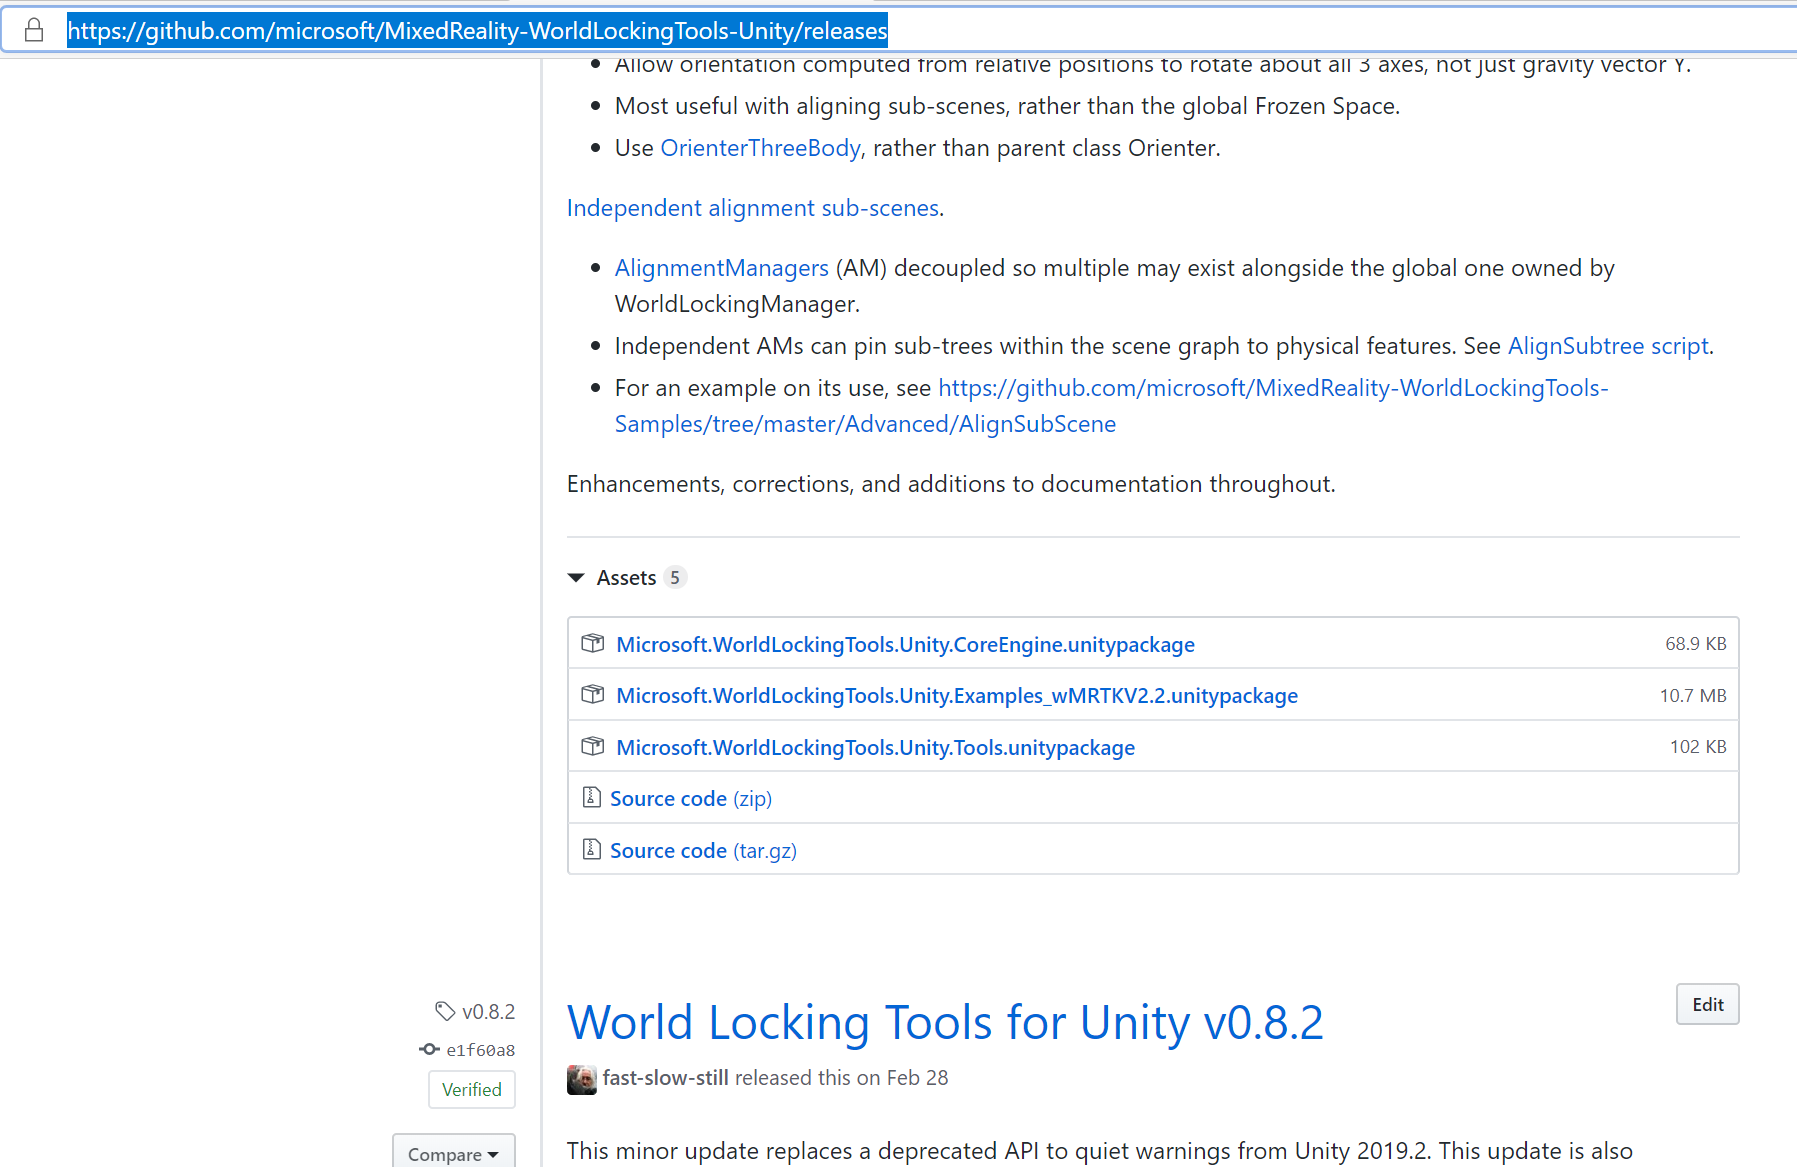 https://github.com/microsoft/MixedReality-WorldLockingTools-Unity/releases
Allow orientation computed from relative positions to rotate about all 3 axes, not just gravity vector Y.
Most useful with aligning sub-scenes, rather than the global Frozen Space.
Use OrienterThreeBody, rather than parent class Orienter.
Independent alignment sub-scenes.
AlignmentManagers (AM) decoupled so multiple may exist alongside the global one owned by
WorldLockingManager.
Independent AMs can pin sub-trees within the scene graph to physical features. See AlignSubtree script.
For an example on its use, see https://github.com/microsoft/MixedReality-WorldLockingTools-
Samples/tree/master/Advanced/AlignSubScene
Enhancements, corrections, and additions to documentation throughout.
Assets 5
Microsoft.WorldLockingTools.Unity.CoreEngine.unitypackage 68.9 KB
Microsoft.WorldLockingTools.Unity.Examples_wMRTKV2.2.unitypackage 10.7 MB
Microsoft.WorldLockingTools.Unity.Tools.unitypackage 102 KB
Source code (zip)
Source code (tar.gz)
v0.8.2
e1f60a8
Verified
Compare
World Locking Tools for Unity v0.8.2
Edit
fast-slow-still released this on Feb 28
This minor update replaces a deprecated API to quiet warnings from Unity 2019.2. This update is also